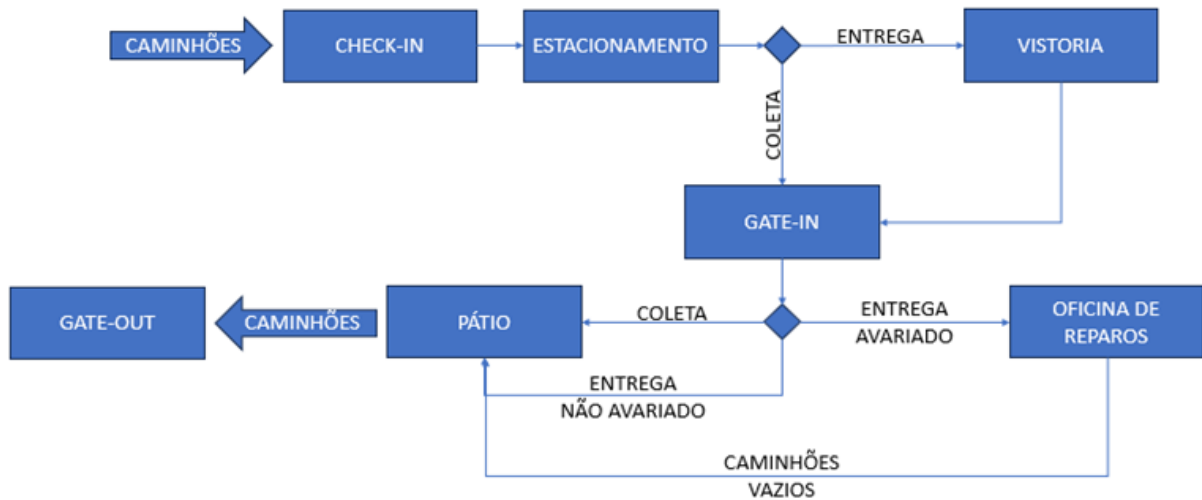 CAMINHÕES
CHECK-IN
ESTACIONAMENTO
ENTREGA
VISTORIA
COLETA
GATE-IN
GATE-OUT
CAMINHÕES
PÁTIO
COLETA
ENTREGA
AVARIADO
OFICINA DE
REPAROS
ENTREGA
NÃO AVARIADO
CAMINHÕES
VAZIOS